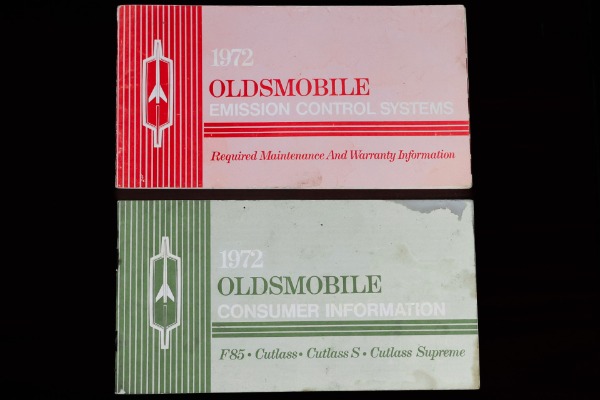 1972
OLDSMOBILE
EMISSION CONTROL SYSTEMS
Required Maintenance And Warranty Information
1972
OLDSMOBILE
CONSUMER INFORMATION
F85 • Cutlass • Cutlass S • Cutlass Supreme